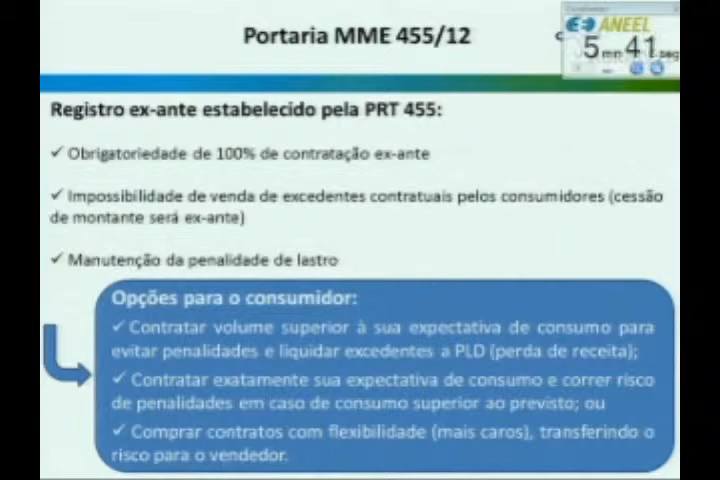 Portaria MME 455/12
ANEEL
5 min 41 seg
Registro ex-ante estabelecido pela PRT 455:
✓ Obrigatoriedade de 100% de contratação ex-ante
✓ Impossibilidade de venda de excedentes contratuais pelos consumidores (cessão
de montante será ex-ante)
✓ Manutenção da penalidade de lastro
Opções para o consumidor:
✓ Contratar volume superior à sua expectativa de consumo para
evitar penalidades e liquidar excedentes a PLD (perda de receita);
✓ Contratar exatamente sua expectativa de consumo e correr risco
de penalidades em caso de consumo superior ao previsto; ou
✓ Comprar contratos com flexibilidade (mais caros), transferindo o
risco para o vendedor.